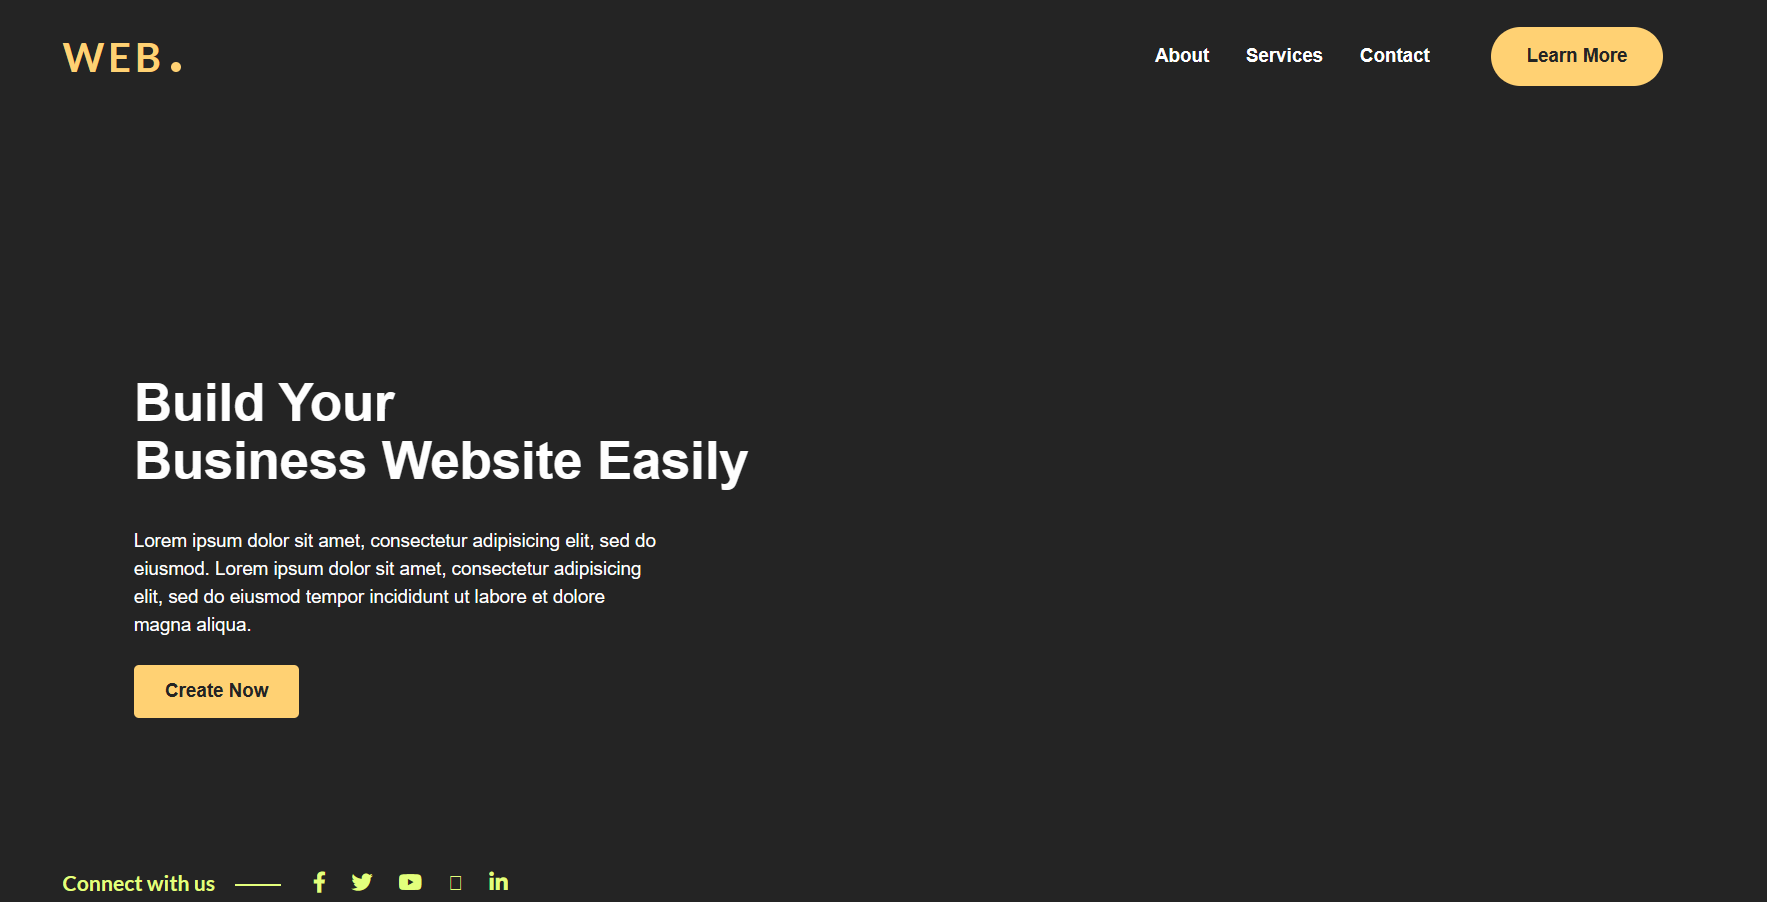 WEB.
About Services Contact Learn More
Build Your
Business Website Easily
Lorem ipsum dolor sit amet, consectetur adipisicing elit, sed do
eiusmod. Lorem ipsum dolor sit amet, consectetur adipisicing
elit, sed do eiusmod tempor incididunt ut labore et dolore
magna aliqua.
Create Now
Connect with us